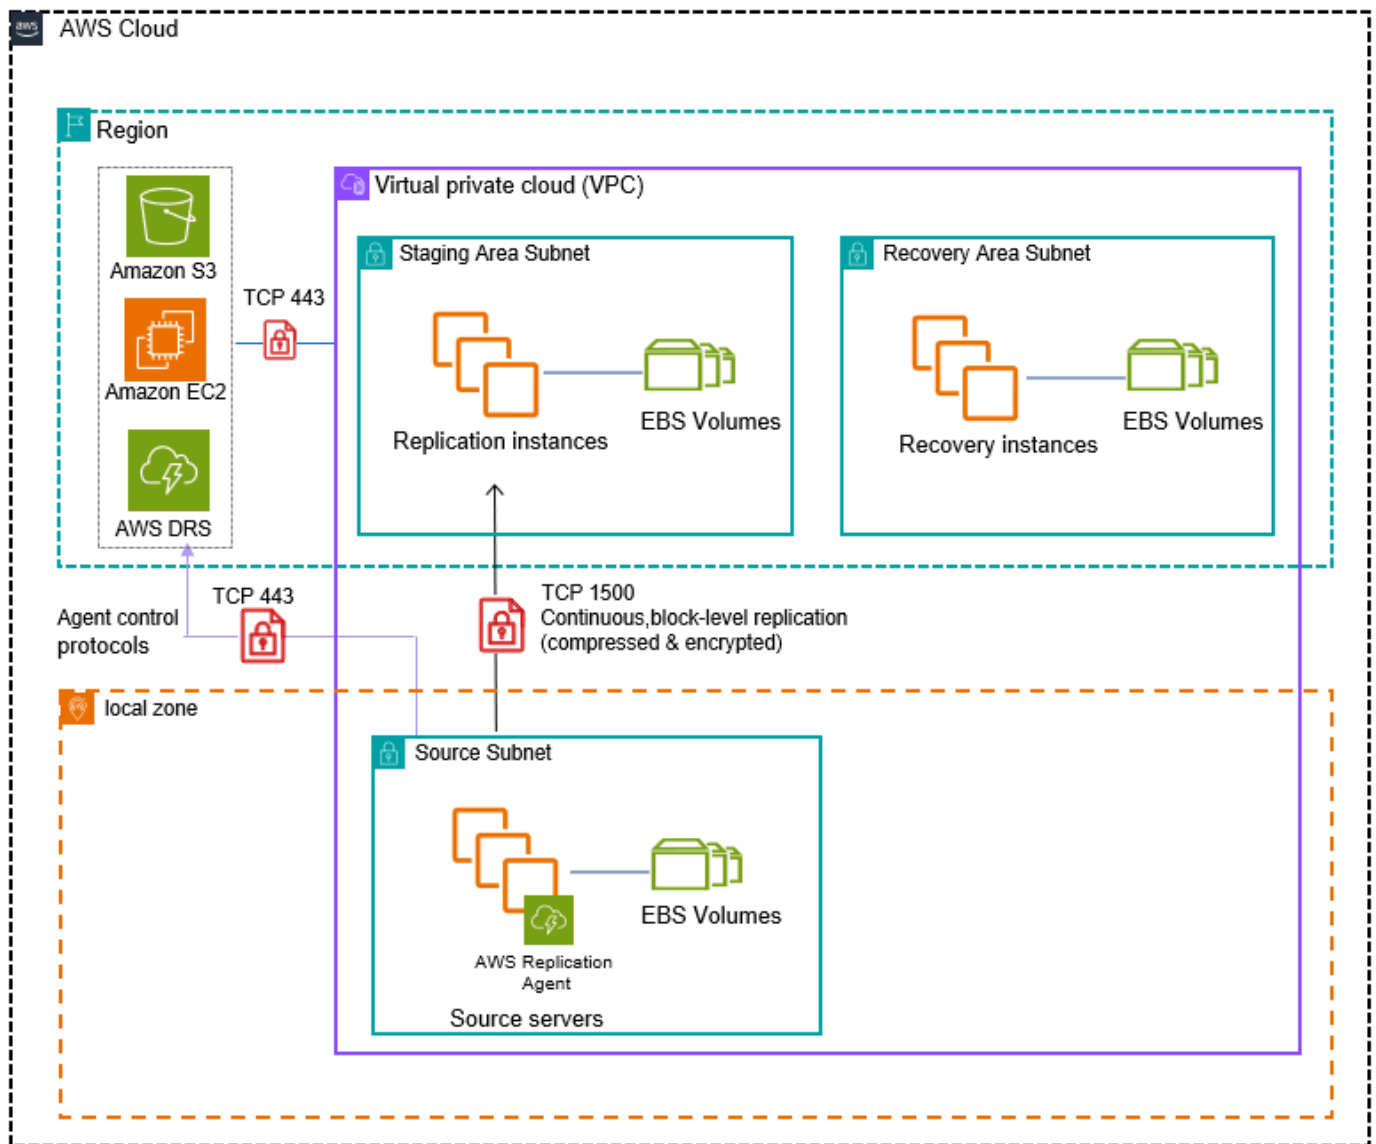 aws
AWS Cloud
Region
Virtual private cloud (VPC)
Amazon S3
Amazon EC2
AWS DRS
TCP 443
Staging Area Subnet
Replication instances
EBS Volumes
Recovery Area Subnet
Recovery instances
EBS Volumes
Agent control
protocols
TCP 443
TCP 1500
Continuous,block-level replication
(compressed & encrypted)
local zone
Source Subnet
AWS Replication
Agent
EBS Volumes
Source servers